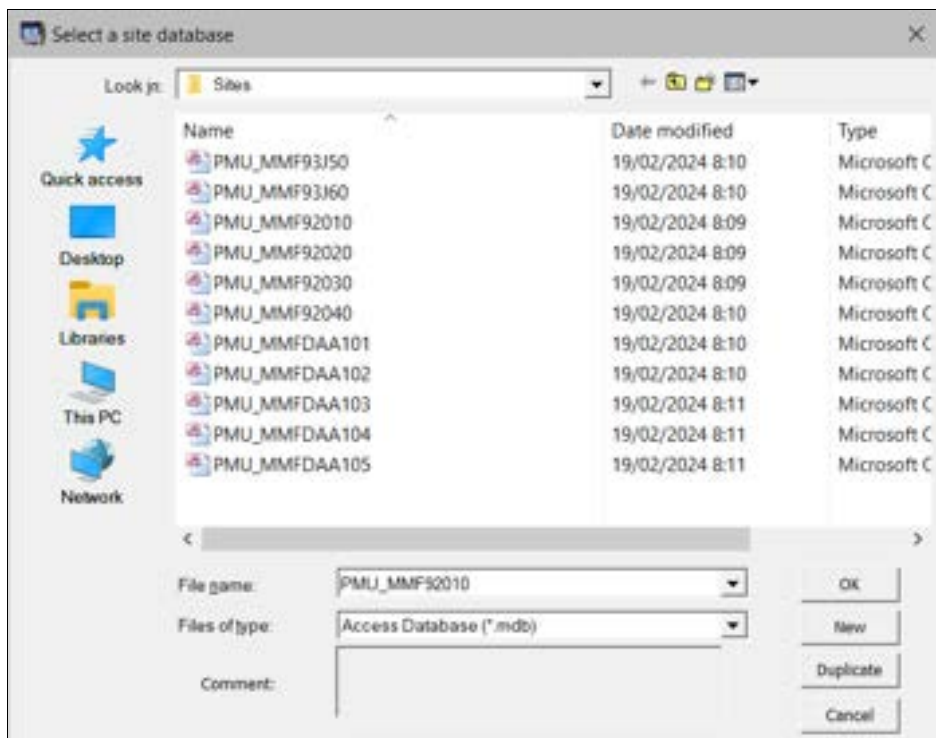 Select a site database
Look in: Sites
Name Date modified Type
PMU_MMF93J50 19/02/2024 8:10 Microsoft
PMU_MMF93J60 19/02/2024 8:10 Microsoft
PMU_MMF92010 19/02/2024 8:09 Microsoft
PMU_MMF92020 19/02/2024 8:09 Microsoft
PMU_MMF92030 19/02/2024 8:09 Microsoft
PMU_MMF92040 19/02/2024 8:10 Microsoft
PMU_MMFDAA101 19/02/2024 8:10 Microsoft
PMU_MMFDAA102 19/02/2024 8:10 Microsoft
PMU_MMFDAA103 19/02/2024 8:11 Microsoft
PMU_MMFDAA104 19/02/2024 8:11 Microsoft
PMU_MMFDAA105 19/02/2024 8:11 Microsoft
Quick access
Desktop
Libraries
This PC
Network
File name: PMU_MMF92010 OK
Files of type: Access Database (*.mdb) New
Duplicate
Comment:
Cancel